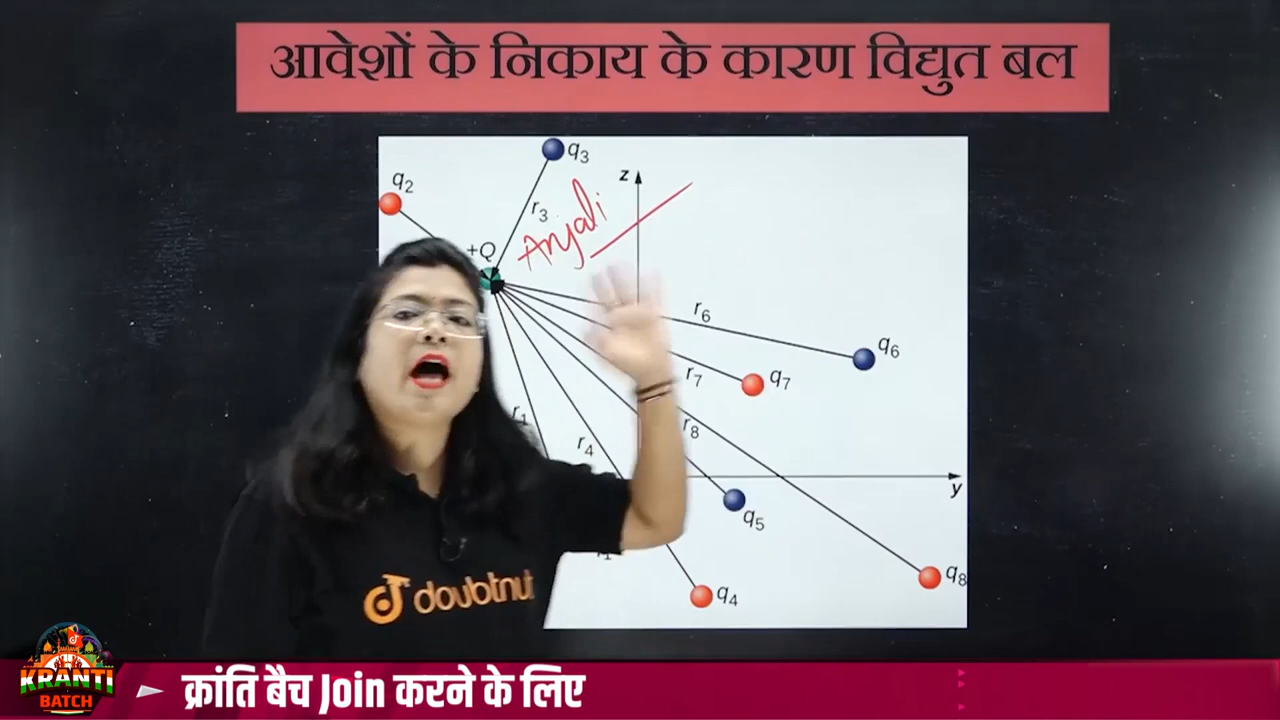 आवेशों के निकाय के कारण विद्युत बल
q3
z
q2
r3
Anjali
+Q
r6
q6
r7
q7
r1
r8
r4
y
q5
q8
q4
doubtnut
KRANTI
BATCH
क्रांति बैच Join करने के लिए